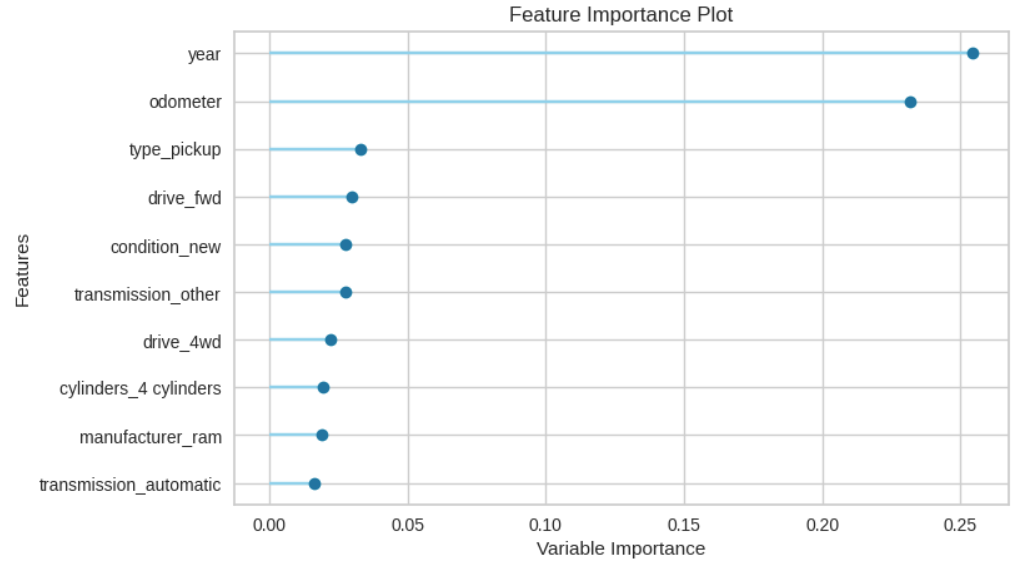 Feature Importance Plot
year
odometer
type_pickup
drive_fwd
condition_new
transmission_other
drive_4wd
cylinders_4 cylinders
manufacturer_ram
transmission_automatic
Features
0.00 0.05 0.10 0.15 0.20 0.25
Variable Importance